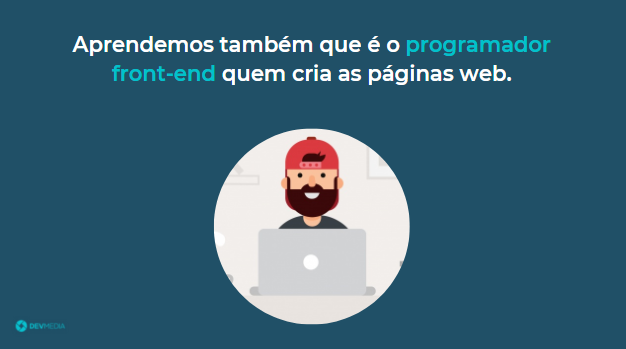 Aprendemos também que é o programador
front-end quem cria as páginas web.
DEVMEDIA